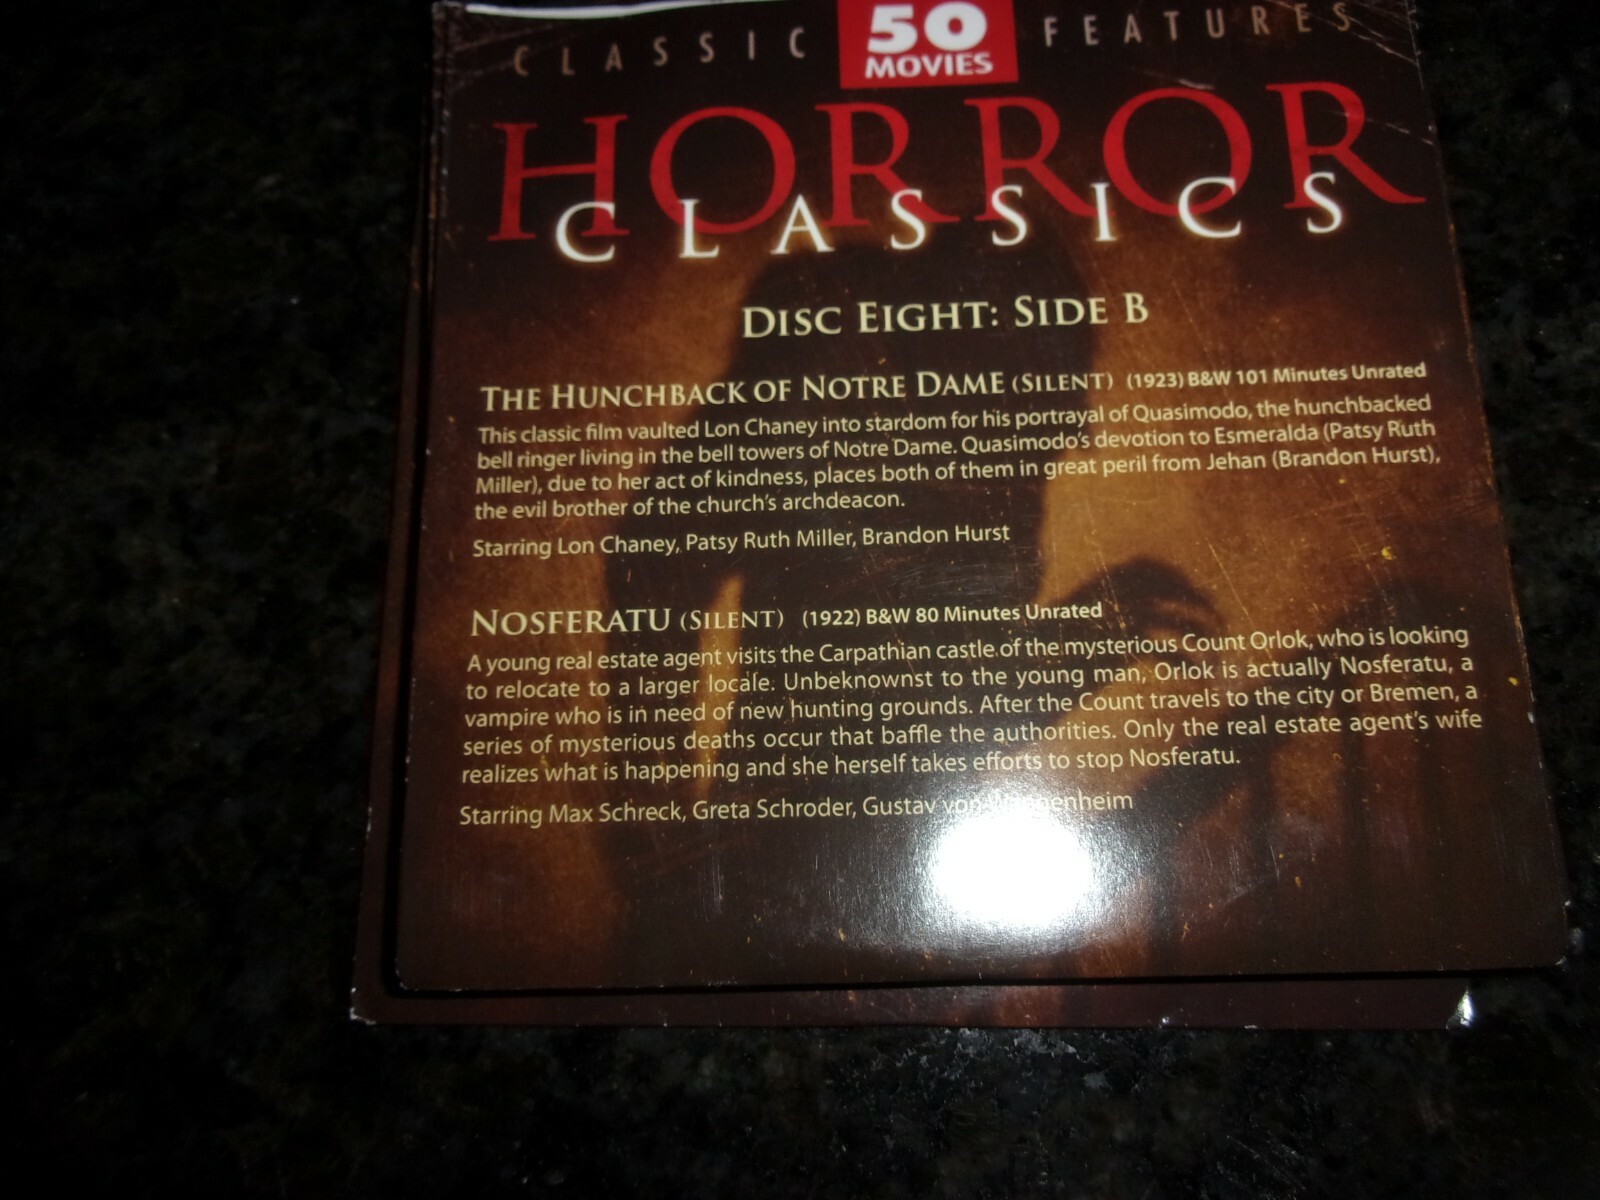 CLASSIC 50 MOVIES FEATURES
HORROR
CLASSICS
DISC EIGHT: SIDE B
THE HUNCHBACK OF NOTRE DAME (SILENT) (1923) B&W 101 Minutes Unrated
This classic film vaulted Lon Chaney into stardom for his portrayal of Quasimodo, the hunchbacked
bell ringer living in the bell towers of Notre Dame. Quasimodo's devotion to Esmeralda (Patsy Ruth
Miller), due to her act of kindness, places both of them in great peril from Jehan (Brandon Hurst),
the evil brother of the church's archdeacon.
Starring Lon Chaney, Patsy Ruth Miller, Brandon Hurst
NOSFERATU (SILENT) (1922) B&W 80 Minutes Unrated
A young real estate agent visits the Carpathian castle of the mysterious Count Orlok, who is looking
to relocate to a larger locale. Unbeknownst to the young man, Orlok is actually Nosferatu, a
vampire who is in need of new hunting grounds. After the Count travels to the city or Bremen, a
series of mysterious deaths occur that baffle the authorities. Only the real estate agent's wife
realizes what is happening and she herself takes efforts to stop Nosferatu.
Starring Max Schreck, Greta Schroder, Gustav von Wangenheim